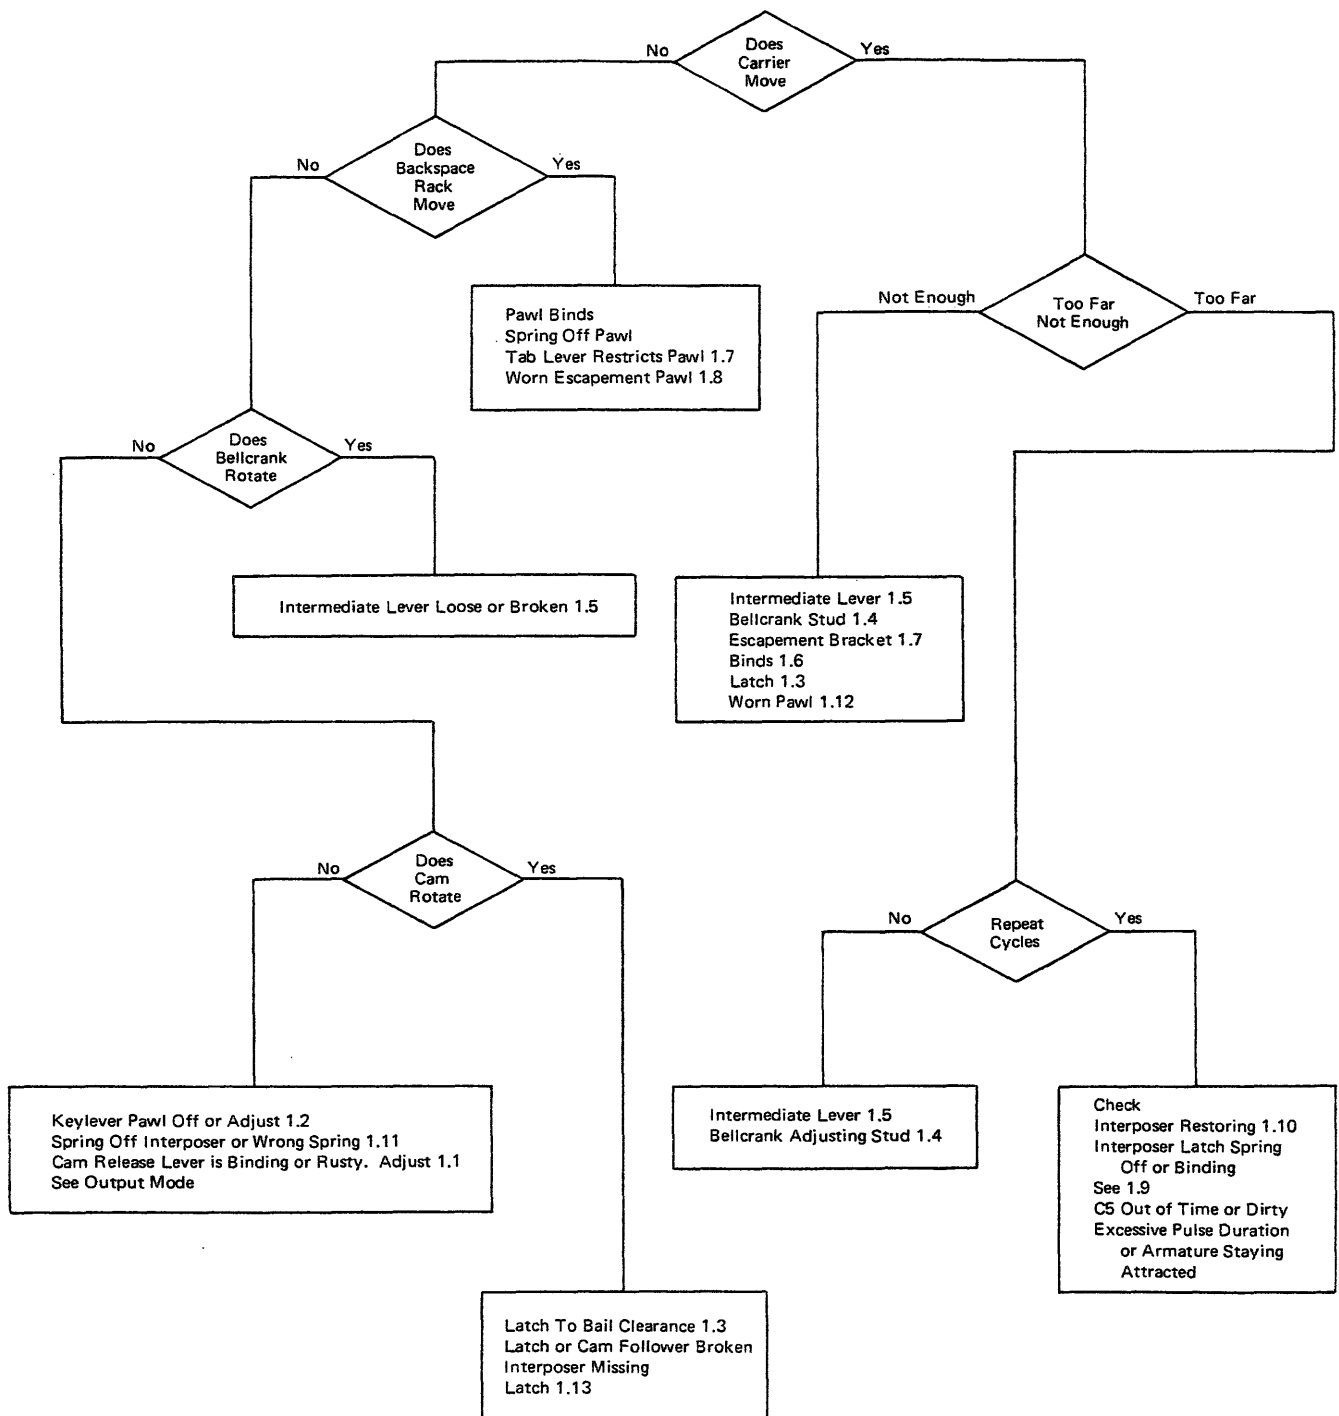 Does
Carrier
Move
No
Yes
Does
Backspace
Rack
Move
No
Yes
Pawl Binds
Spring Off Pawl
Tab Lever Restricts Pawl 1.7
Worn Escapement Pawl 1.8
Too Far
Not Enough
Not Enough
Too Far
Does
Bellcrank
Rotate
No
Yes
Intermediate Lever Loose or Broken 1.5
Intermediate Lever 1.5
Bellcrank Stud 1.4
Escapement Bracket 1.7
Binds 1.6
Latch 1.3
Worn Pawl 1.12
Does
Cam
Rotate
No
Yes
Repeat
Cycles
No
Yes
Keylever Pawl Off or Adjust 1.2
Spring Off Interposer or Wrong Spring 1.11
Cam Release Lever is Binding or Rusty. Adjust 1.1
See Output Mode
Intermediate Lever 1.5
Bellcrank Adjusting Stud 1.4
Check
Interposer Restoring 1.10
Interposer Latch Spring
Off or Binding
See 1.9
C5 Out of Time or Dirty
Excessive Pulse Duration
or Armature Staying
Attracted
Latch To Bail Clearance 1.3
Latch or Cam Follower Broken
Interposer Missing
Latch 1.13